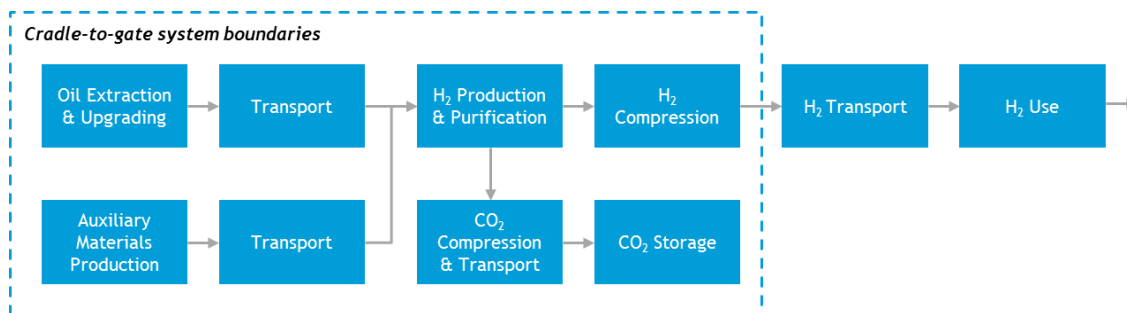 Cradle-to-gate system boundaries
Oil Extraction
& Upgrading
Transport
H₂ Production
& Purification
H₂
Compression
H₂ Transport
H₂ Use
Auxiliary
Materials
Production
Transport
CO₂
Compression
& Transport
CO₂ Storage